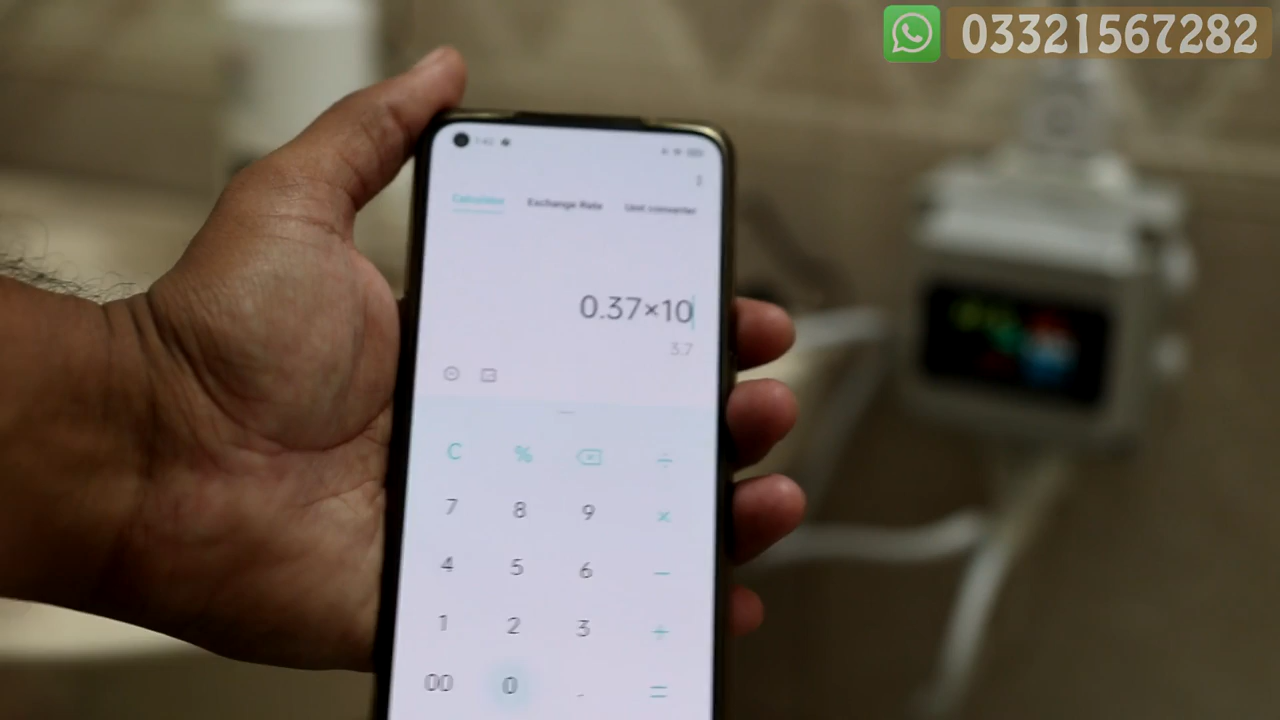 03321567282
Calculator Exchange Rate Unit converter
0.37×10
3.7
C % ÷
7 8 9 ×
4 5 6 −
1 2 3 +
00 0 . =